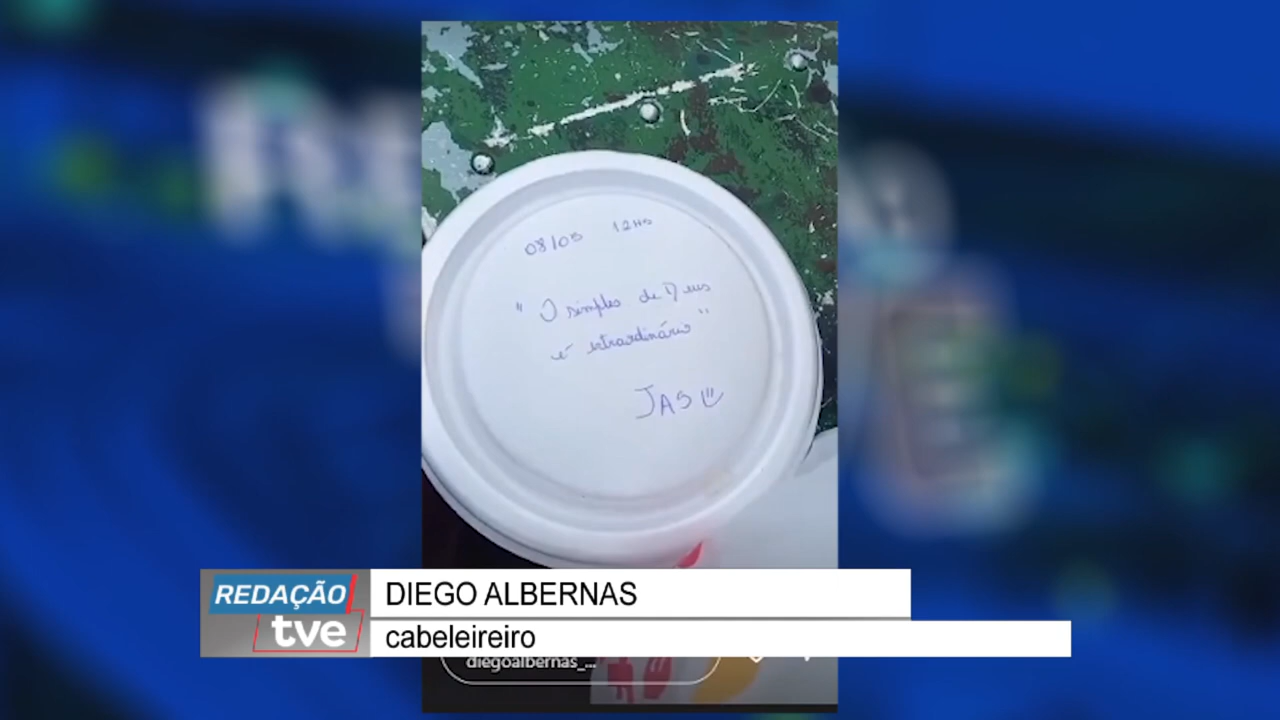 08/05 12HS
"O simples de Deus
é extraordinário"
JAS
REDAÇÃO
tve
DIEGO ALBERNAS
cabeleireiro
diegoalbernas_...